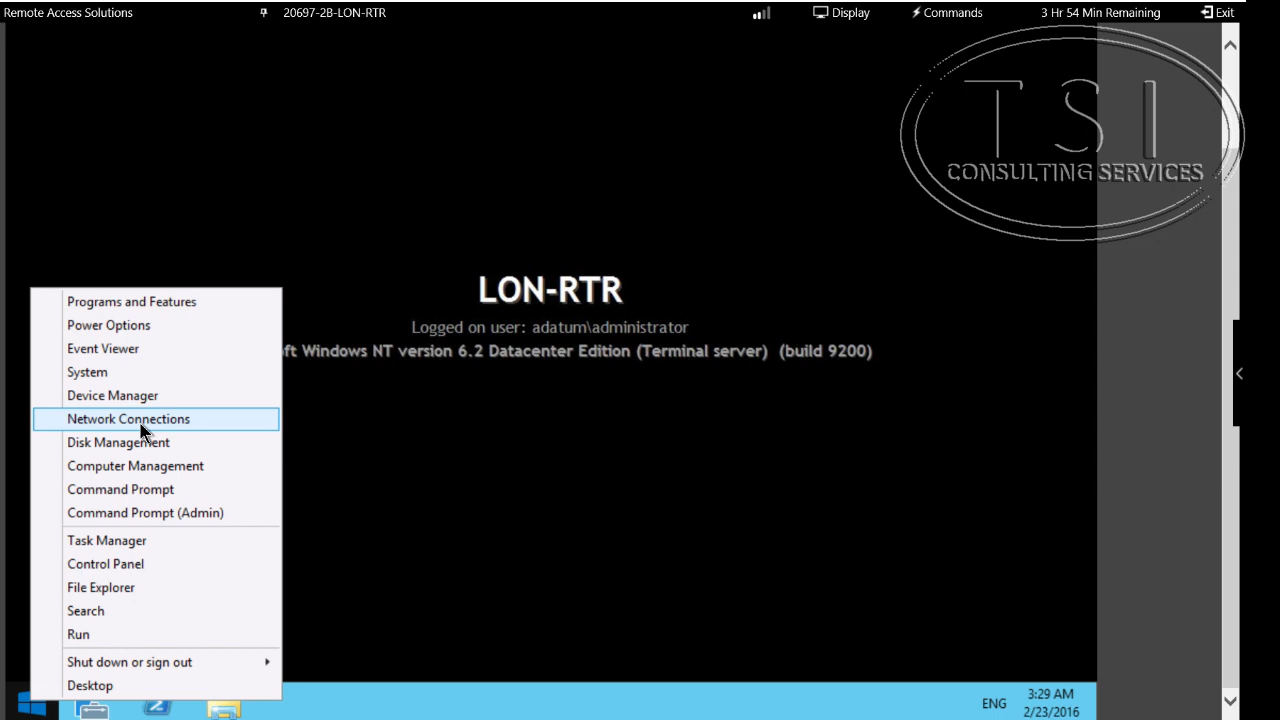 Remote Access Solutions
20697-2B-LON-RTR
Display
Commands
3 Hr 54 Min Remaining
Exit
T S I
CONSULTING SERVICES
LON-RTR
Logged on user: adatum\administrator
ft Windows NT version 6.2 Datacenter Edition (Terminal server) (build 9200)
Programs and Features
Power Options
Event Viewer
System
Device Manager
Network Connections
Disk Management
Computer Management
Command Prompt
Command Prompt (Admin)
Task Manager
Control Panel
File Explorer
Search
Run
Shut down or sign out
Desktop
ENG
3:29 AM
2/23/2016